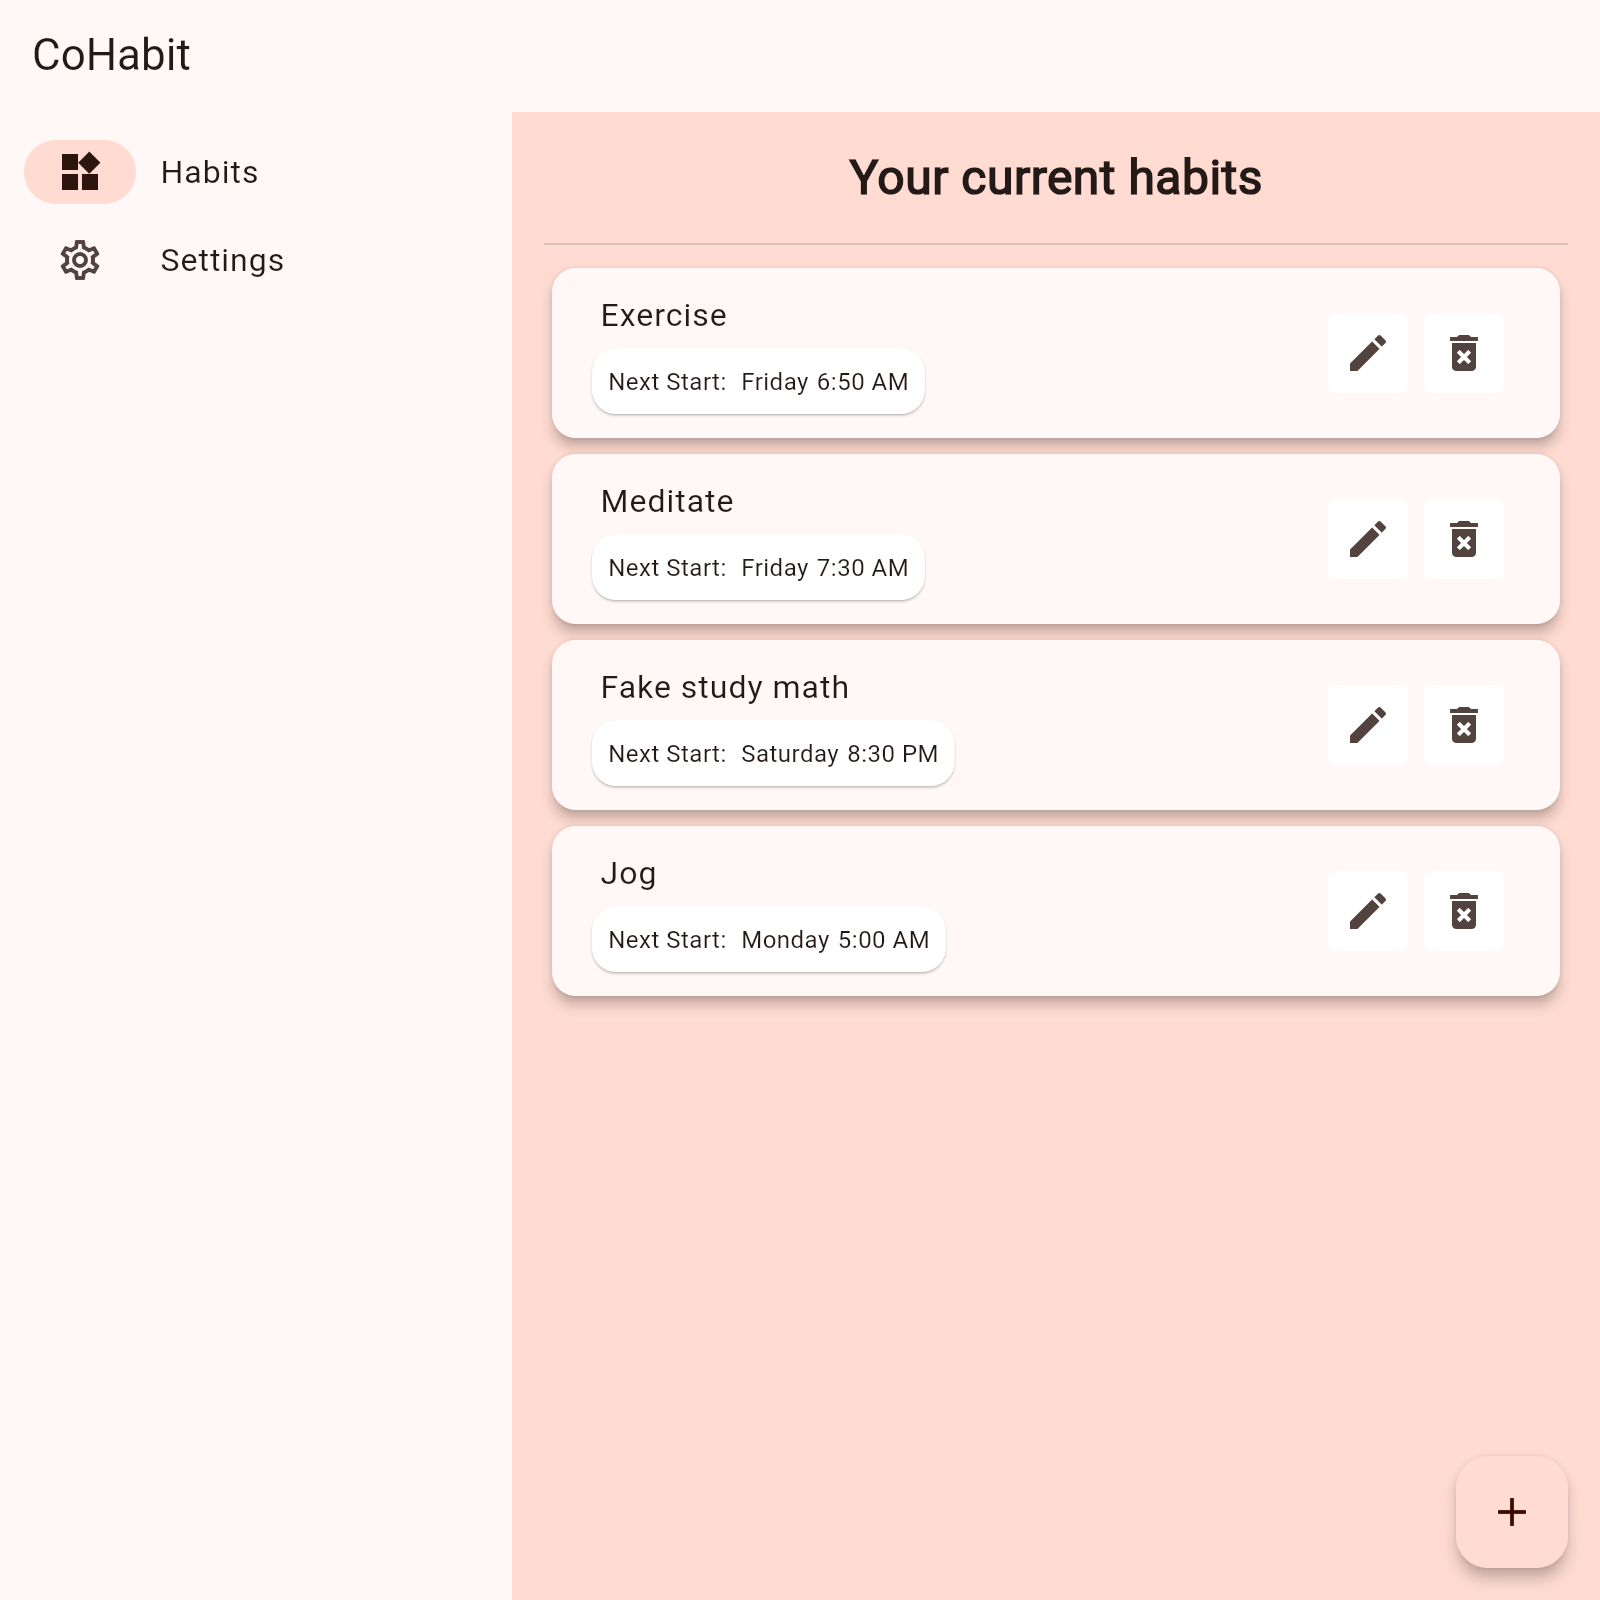 CoHabit
Habits
Settings
Your current habits
Exercise
Next Start: Friday 6:50 AM
Meditate
Next Start: Friday 7:30 AM
Fake study math
Next Start: Saturday 8:30 PM
Jog
Next Start: Monday 5:00 AM